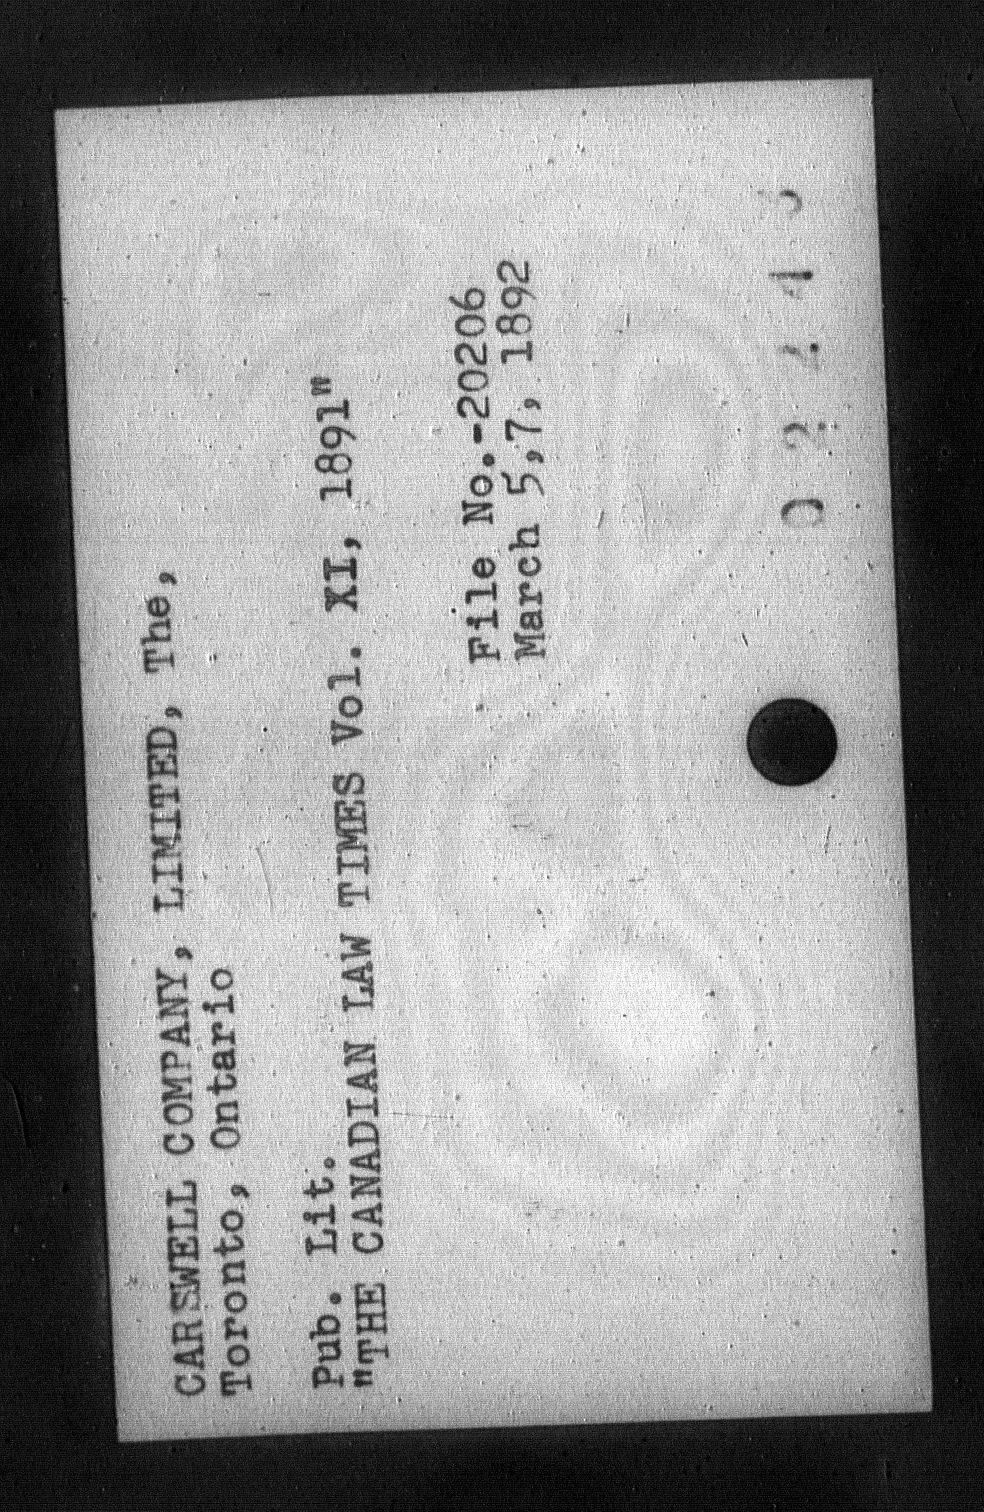 CARSWELL COMPANY, LIMITED, The,
Toronto, Ontario
Pub. Lit.
"THE CANADIAN LAW TIMES Vol. XI, 1891"
File No.-20206
March 5,7, 1892